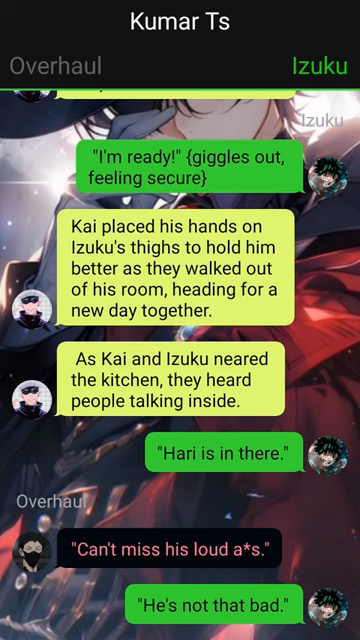 Kumar Ts
Overhaul
Izuku
Izuku
"I'm ready!" {giggles out,
feeling secure}
Kai placed his hands on
Izuku's thighs to hold him
better as they walked out
of his room, heading for a
new day together.
As Kai and Izuku neared
the kitchen, they heard
people talking inside.
"Hari is in there."
Overhaul
"Can't miss his loud a*s."
"He's not that bad."